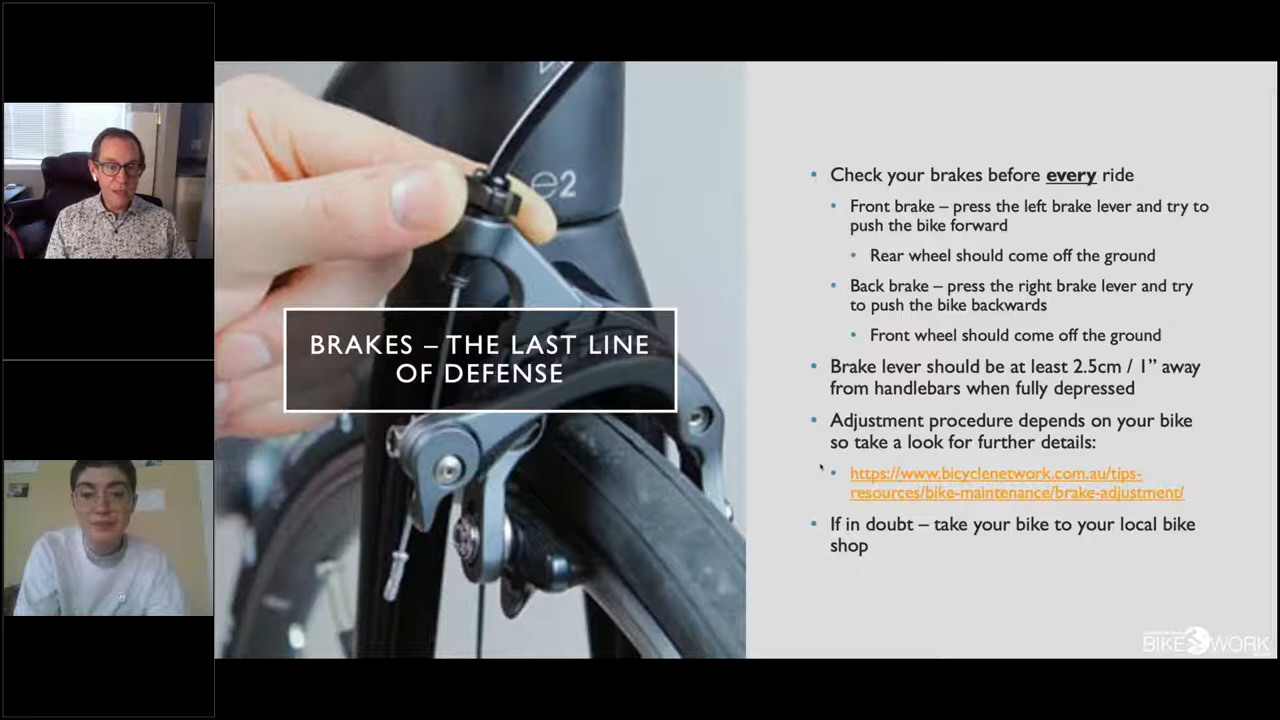 e2
BRAKES – THE LAST LINE
OF DEFENSE
Check your brakes before every ride
Front brake – press the left brake lever and try to
push the bike forward
Rear wheel should come off the ground
Back brake – press the right brake lever and try
to push the bike backwards
Front wheel should come off the ground
Brake lever should be at least 2.5cm / 1” away
from handlebars when fully depressed
Adjustment procedure depends on your bike
so take a look for further details:
https://www.bicyclenetwork.com.au/tips-
resources/bike-maintenance/brake-adjustment/
If in doubt – take your bike to your local bike
shop
BIKE WORK